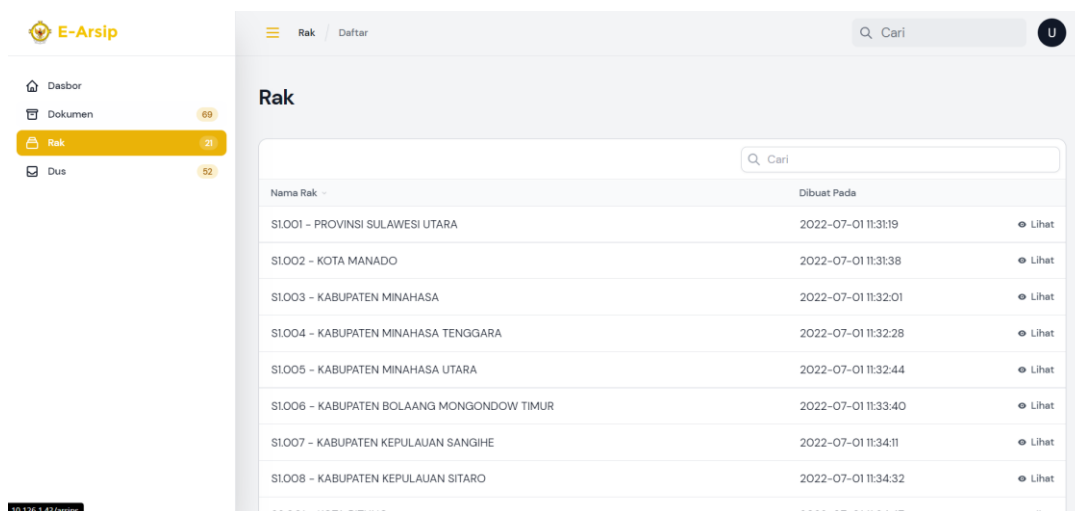 E-Arsip
Rak / Daftar
Cari
U
Dasbor
Dokumen 69
Rak 21
Dus 52
Rak
Cari
Nama Rak Dibuat Pada
S1.001 - PROVINSI SULAWESI UTARA 2022-07-01 11:31:19 Lihat
S1.002 - KOTA MANADO 2022-07-01 11:31:38 Lihat
S1.003 - KABUPATEN MINAHASA 2022-07-01 11:32:01 Lihat
S1.004 - KABUPATEN MINAHASA TENGGARA 2022-07-01 11:32:28 Lihat
S1.005 - KABUPATEN MINAHASA UTARA 2022-07-01 11:32:44 Lihat
S1.006 - KABUPATEN BOLAANG MONGONDOW TIMUR 2022-07-01 11:33:40 Lihat
S1.007 - KABUPATEN KEPULAUAN SANGIHE 2022-07-01 11:34:11 Lihat
S1.008 - KABUPATEN KEPULAUAN SITARO 2022-07-01 11:34:32 Lihat